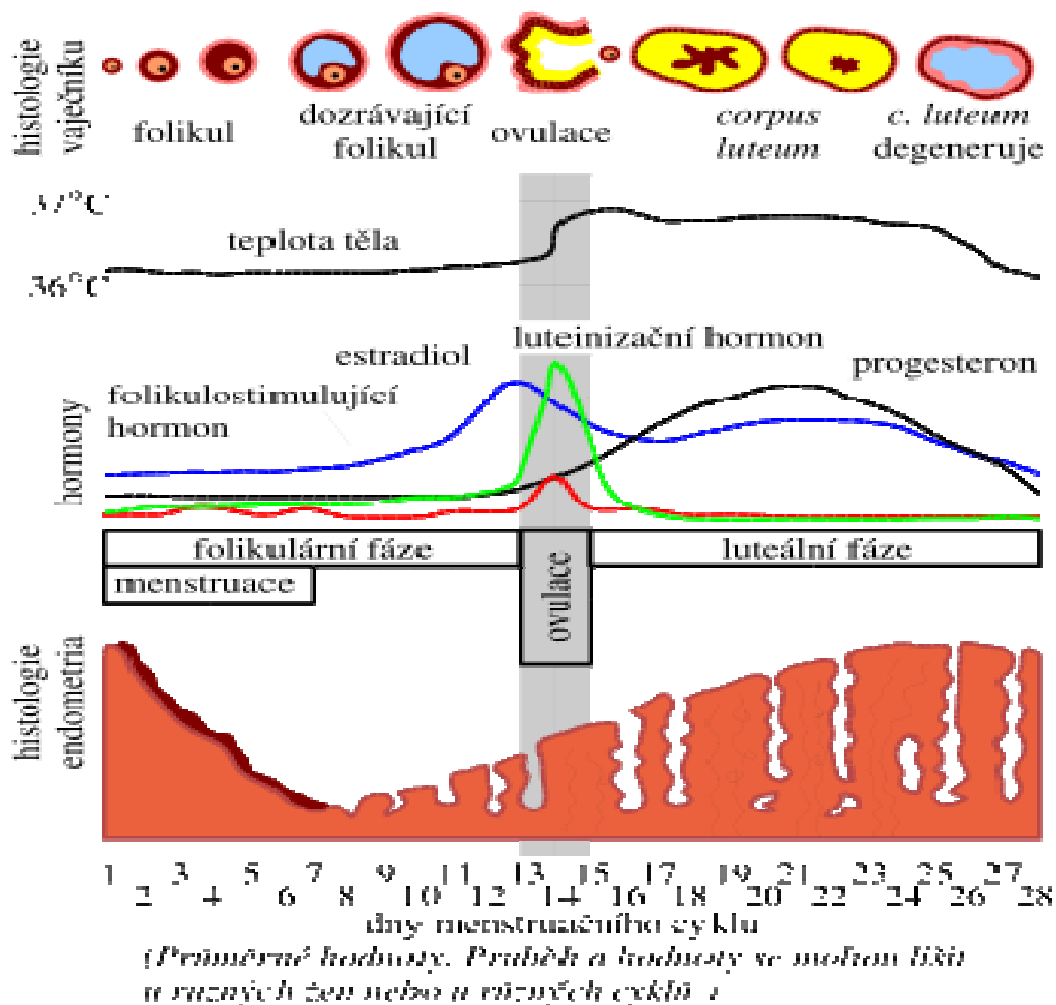 histologie
vaječníku
folikul
dozrávající
folikul
ovulace
corpus
luteum
c. luteum
degeneruje
37°C
teplota těla
36°C
hormony
estradiol
luteinizační hormon
progesteron
folikulostimulující
hormon
folikulární fáze
ovulace
luteální fáze
menstruace
histologie
endometria
1 2 3 4 5 6 7 8 9 10 11 12 13 14 15 16 17 18 19 20 21 22 23 24 25 26 27 28
dny menstruačního cyklu
(Průměrné hodnoty. Průběh a hodnoty se mohou lišit
u různých žen nebo u různých cyklů.)